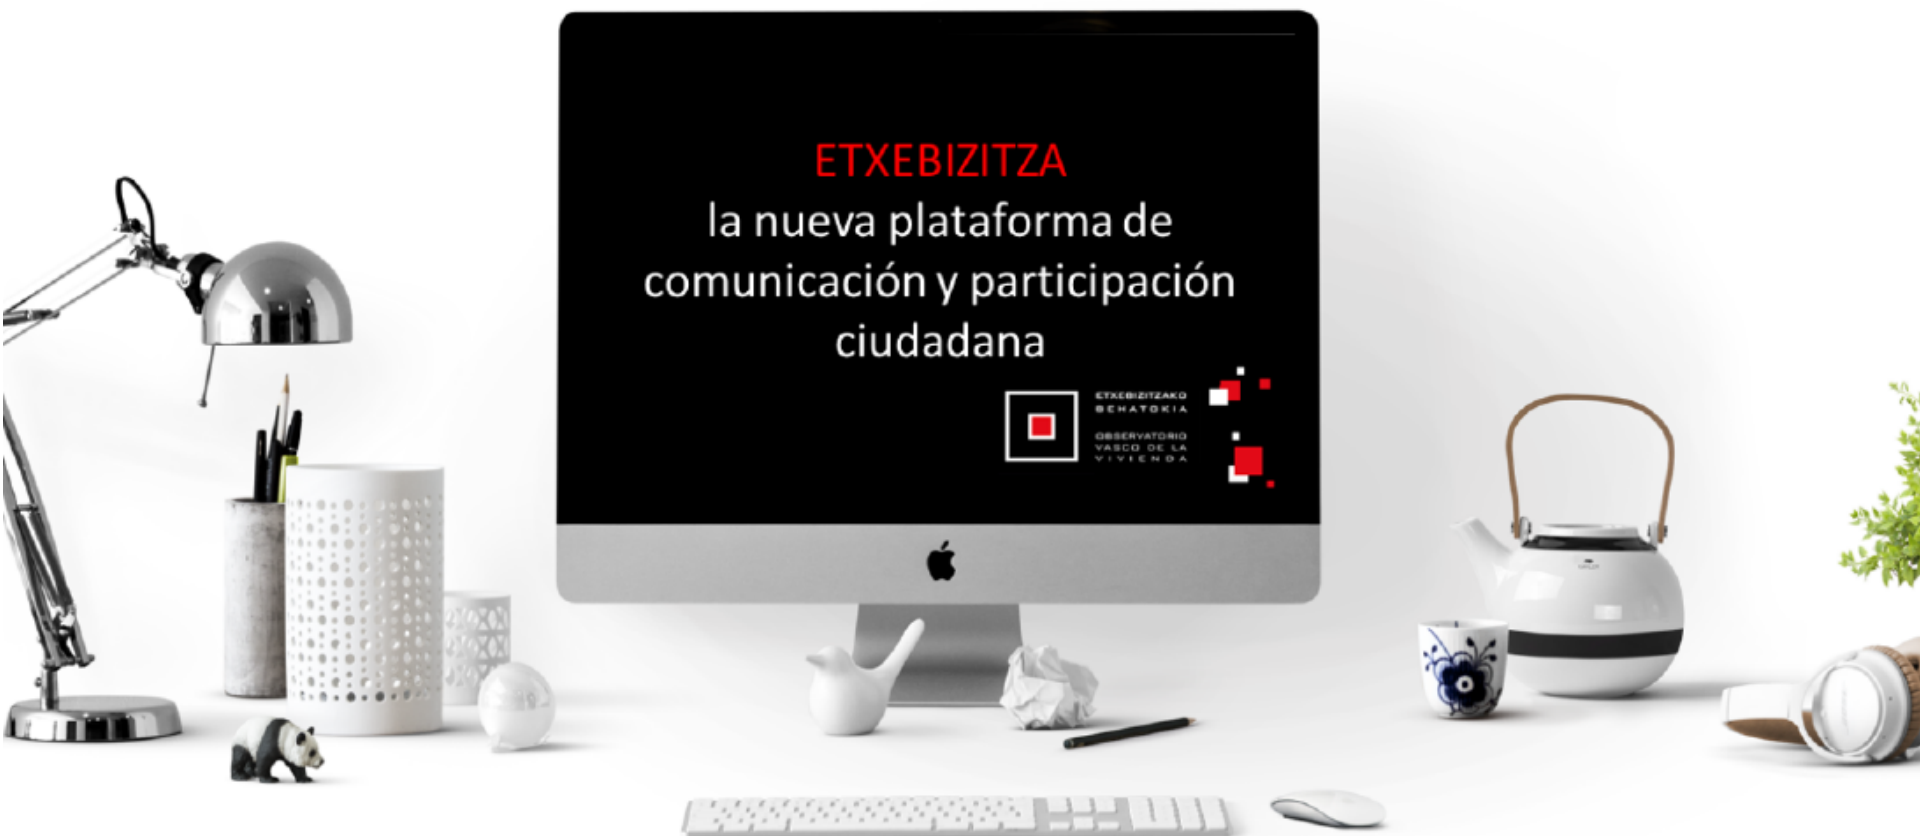 ETXEBIZITZA
la nueva plataforma de
comunicación y participación
ciudadana
ETXEBIZITZAKO
BEHATOKIA
OBSERVATORIO
VASCO DE LA
VIVIENDA